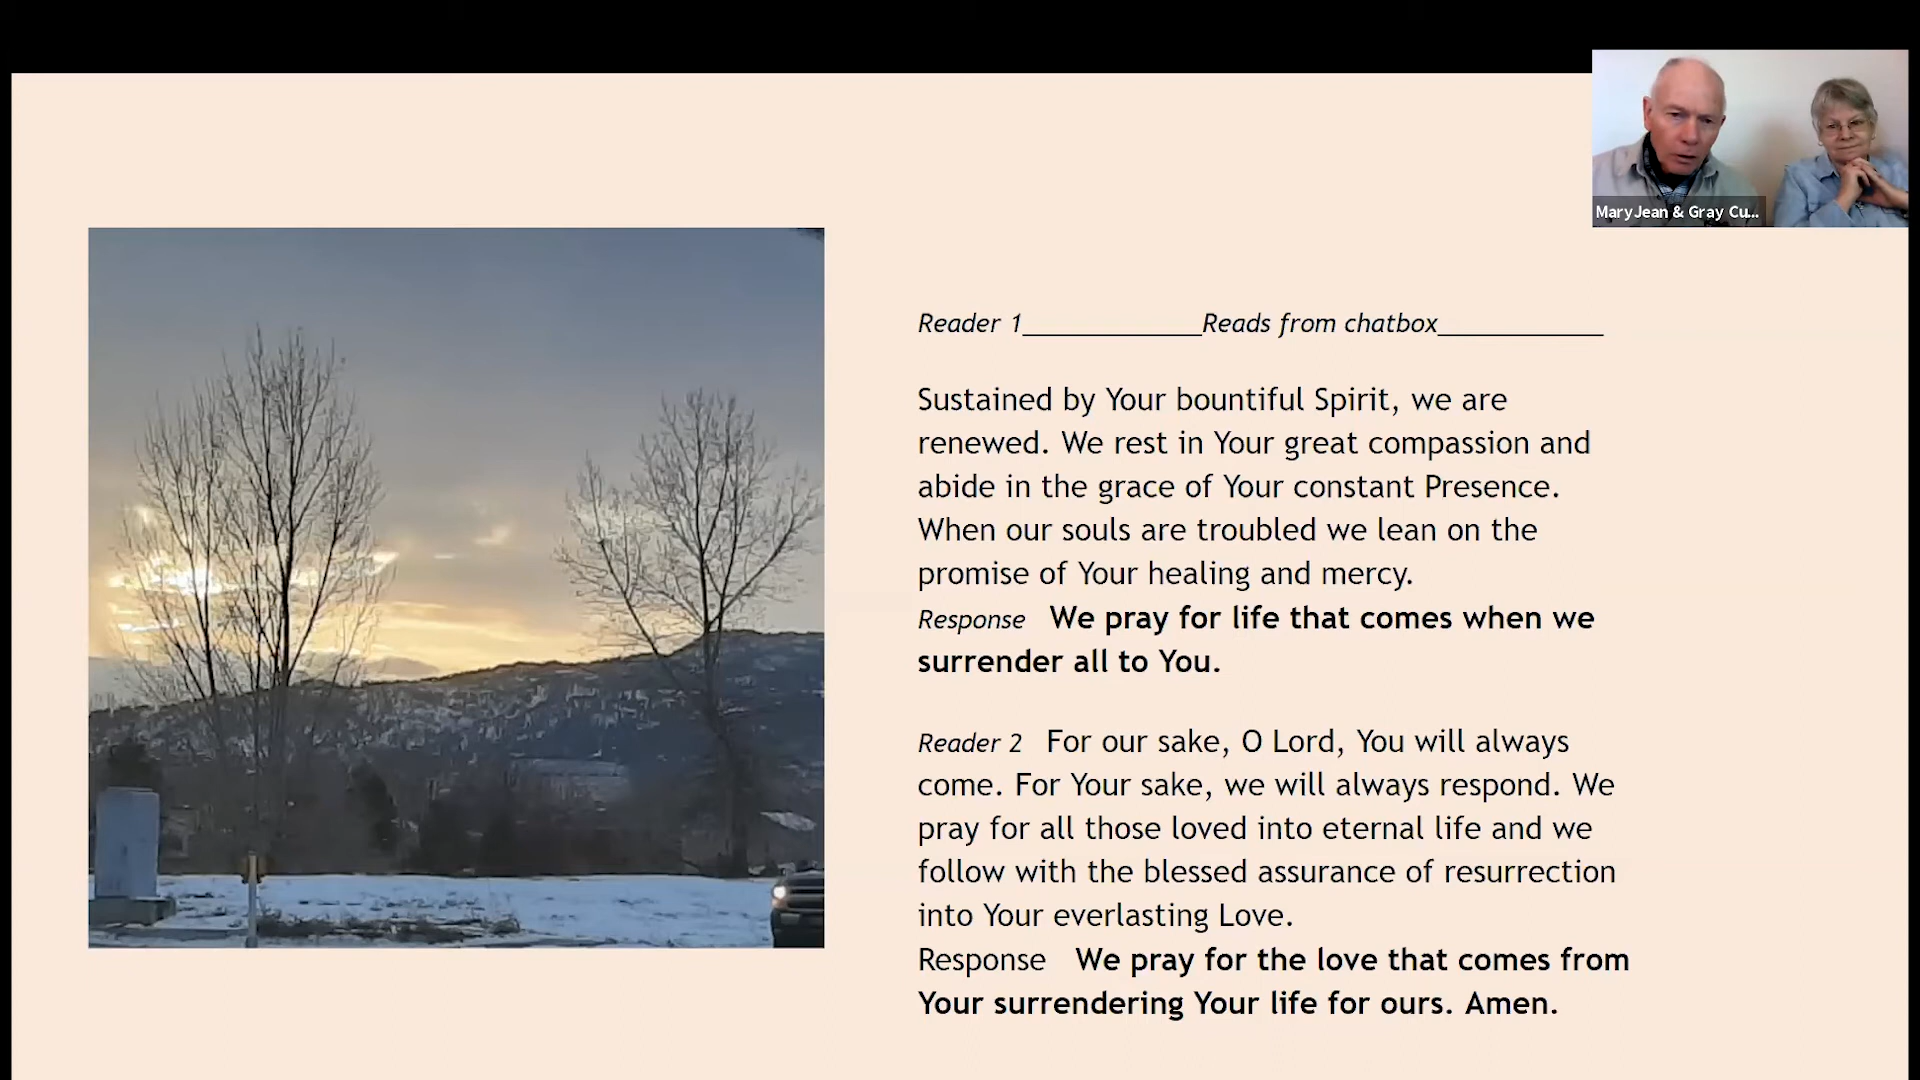 MaryJean & Gray Cu...
Reader 1____________Reads from chatbox___________
Sustained by Your bountiful Spirit, we are
renewed. We rest in Your great compassion and
abide in the grace of Your constant Presence.
When our souls are troubled we lean on the
promise of Your healing and mercy.
Response We pray for life that comes when we
surrender all to You.
Reader 2 For our sake, O Lord, You will always
come. For Your sake, we will always respond. We
pray for all those loved into eternal life and we
follow with the blessed assurance of resurrection
into Your everlasting Love.
Response We pray for the love that comes from
Your surrendering Your life for ours. Amen.